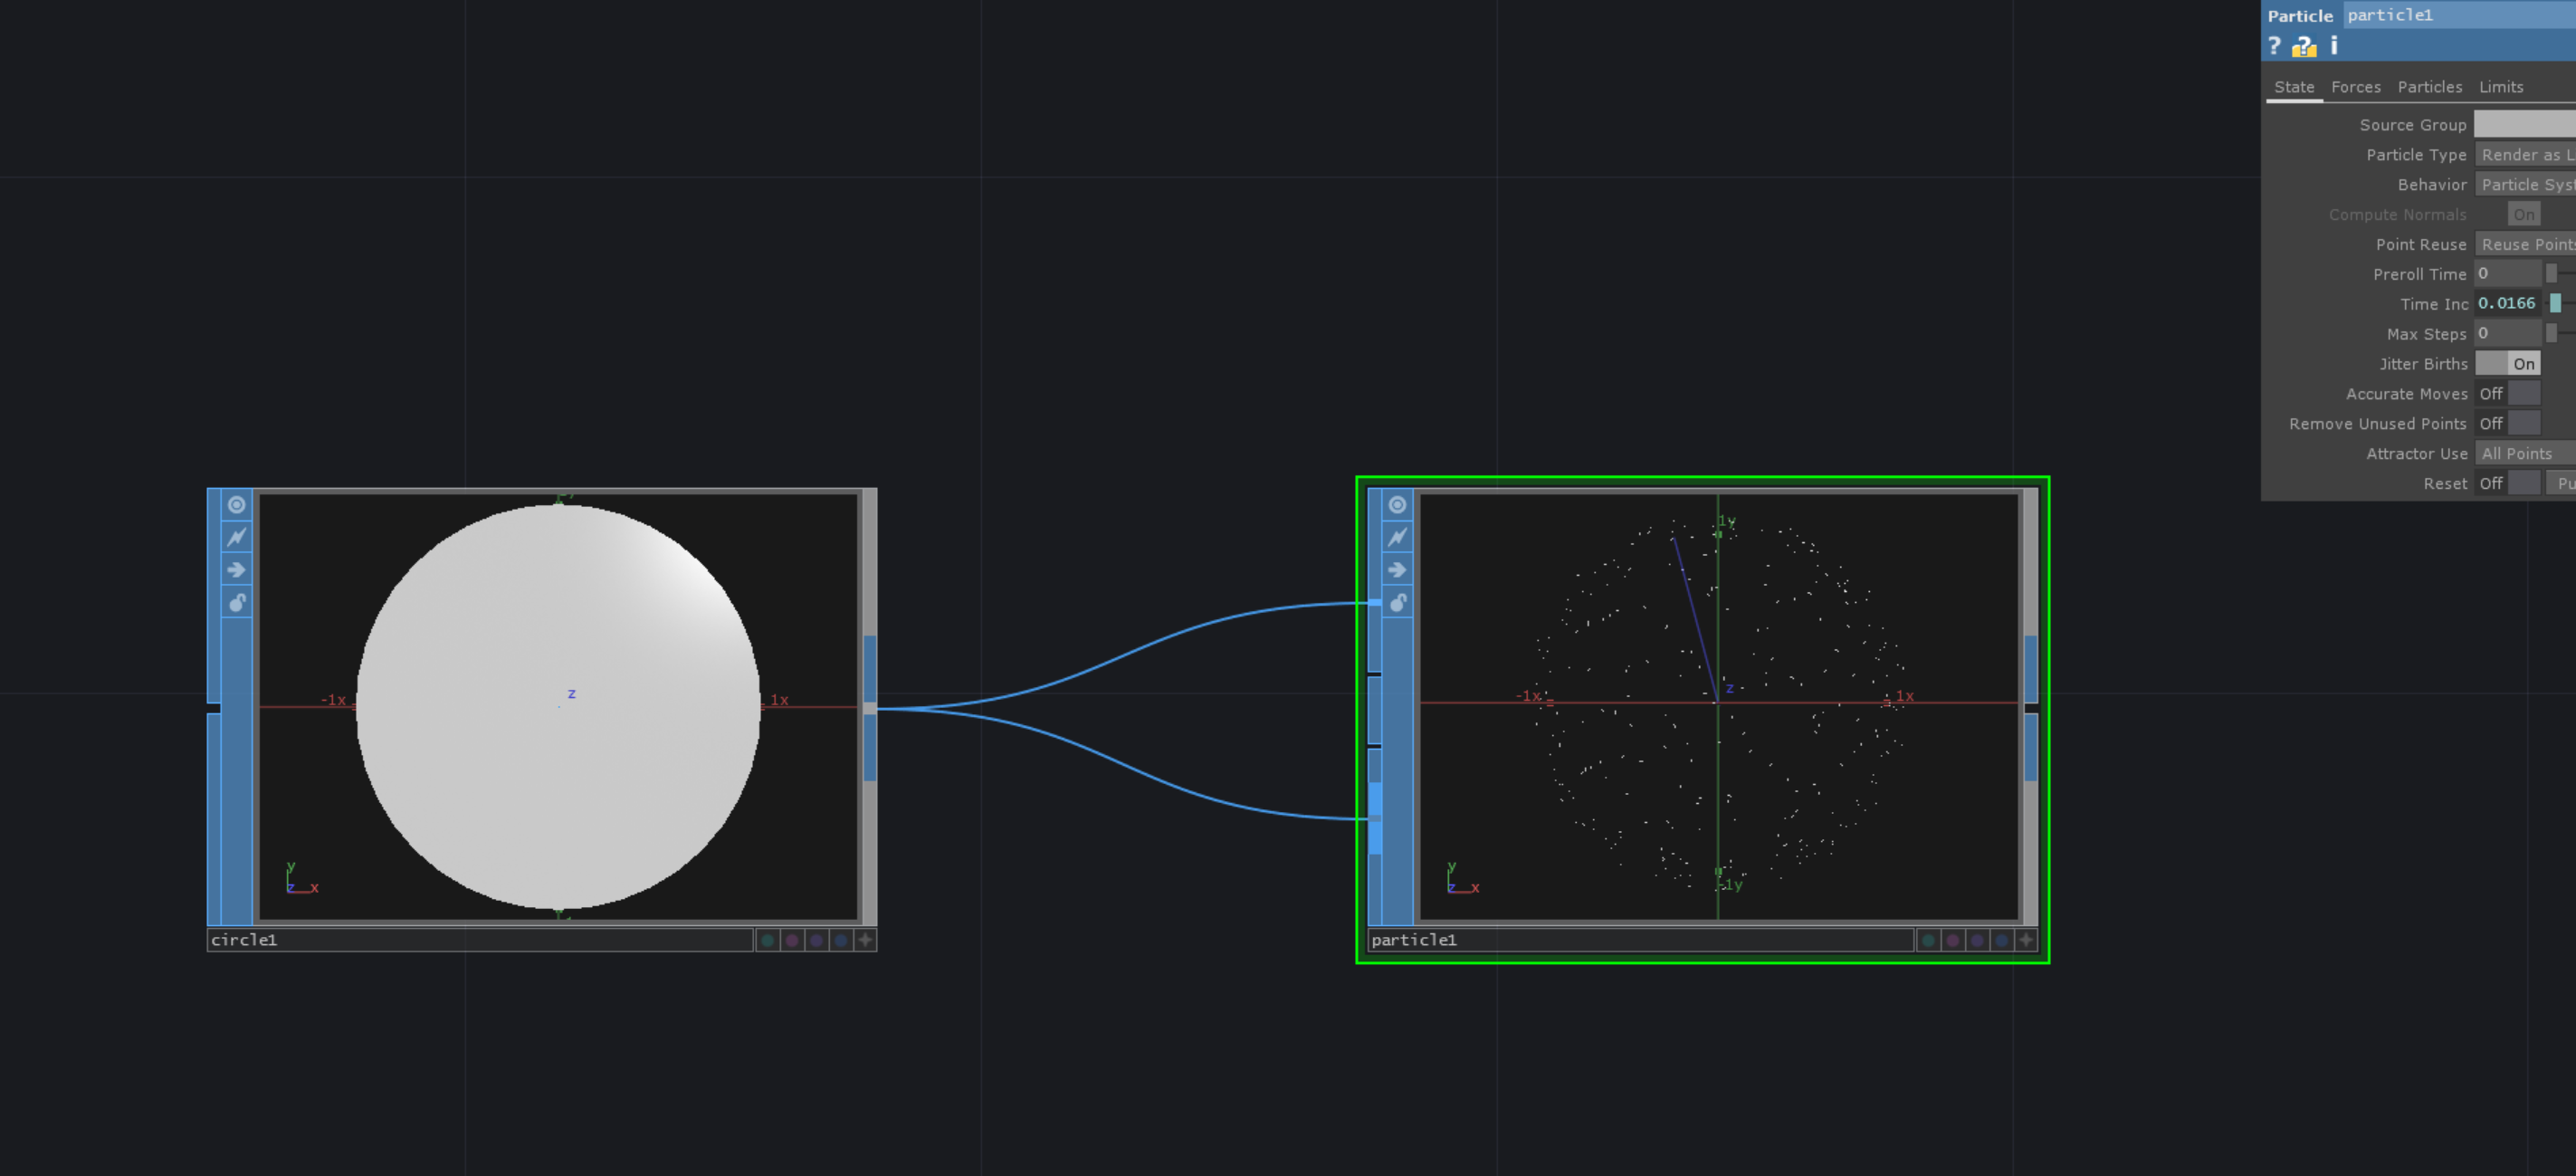 Particle particle1
? ? i
State Forces Particles Limits
Source Group
Particle Type Render as L
Behavior Particle Syst
Compute Normals On
Point Reuse Reuse Points
Preroll Time 0
Time Inc 0.0166
Max Steps 0
Jitter Births On
Accurate Moves Off
Remove Unused Points Off
Attractor Use All Points
Reset Off Pu
z
-1x 1x
y
z x
circle1
1y
z
-1x 1x
y
z x
-1y
particle1